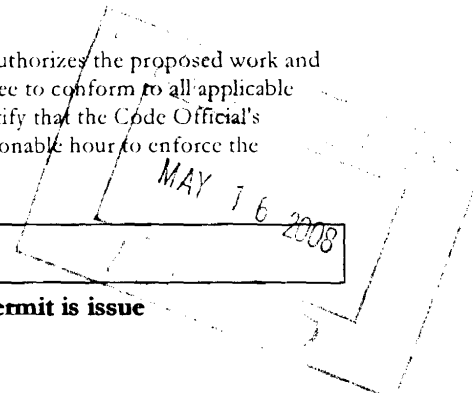 uthorizes the proposed work and
ee to conform to all applicable
tify that the Code Official's
onable hour to enforce the
MAY 16 2008
ermit is issue